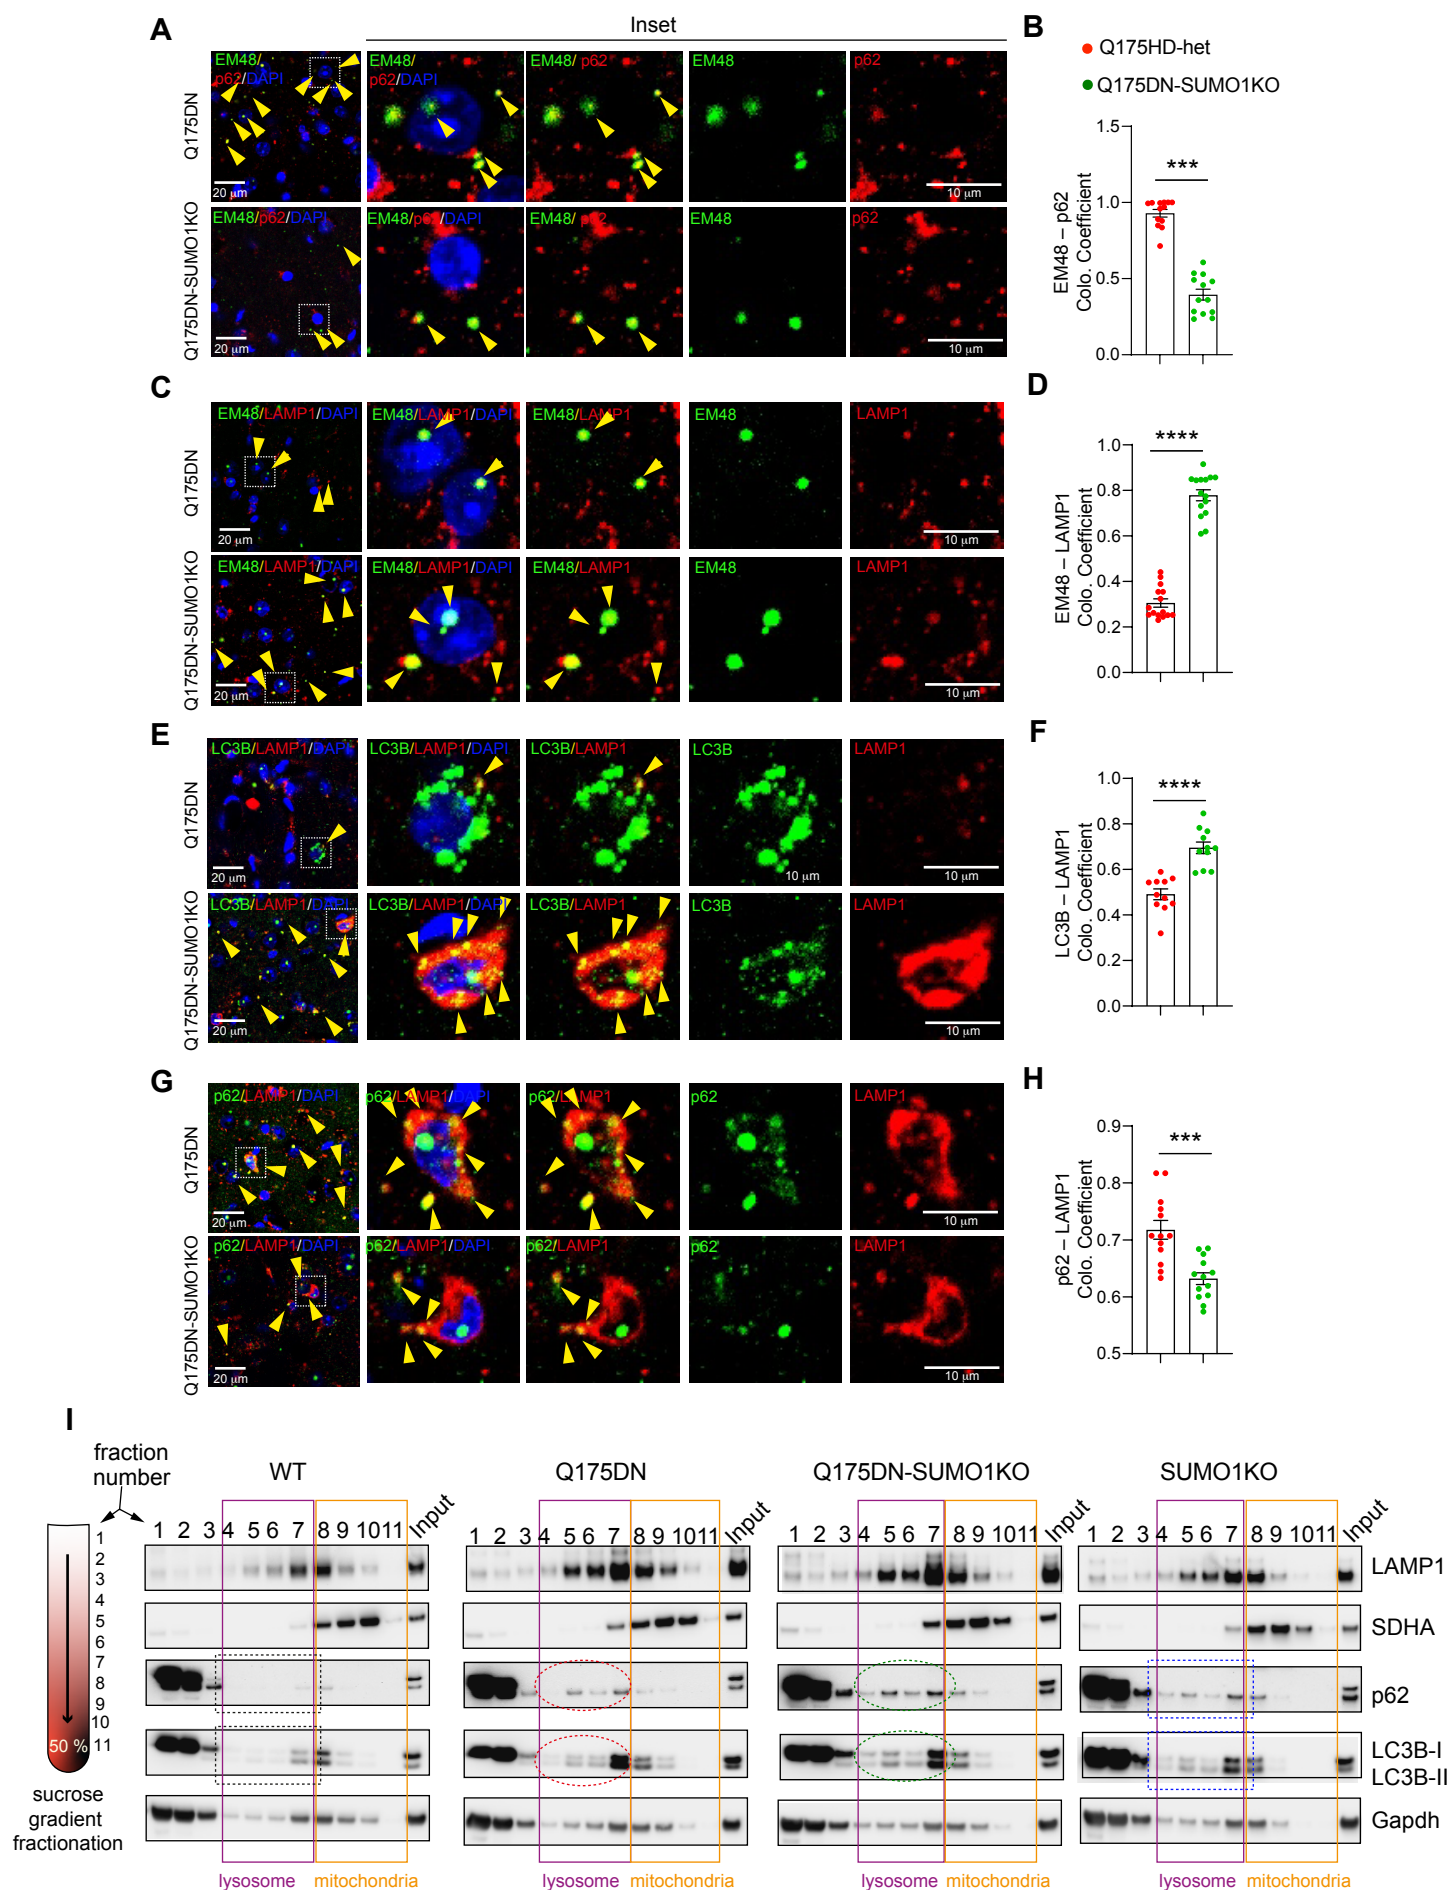 Inset
A
EM48/
p62/DAPI
EM48/
p62/DAPI
EM48/ p62
EM48
p62
Q175DN
20 µm
10 µm
EM48/p62/DAPI
EM48/p62/DAPI
EM48/ p62
EM48
p62
Q175DN-SUMO1KO
20 µm
10 µm
B
Q175HD-het
Q175DN-SUMO1KO
1.5
1.0
0.5
0.0
***
EM48 – p62
Colo. Coefficient
C
EM48/LAMP1/DAPI
EM48/LAMP1/DAPI
EM48/LAMP1
EM48
LAMP1
Q175DN
20 µm
10 µm
EM48/LAMP1/DAPI
EM48/LAMP1/DAPI
EM48/LAMP1
EM48
LAMP1
Q175DN-SUMO1KO
20 µm
10 µm
D
1.0
0.8
0.6
0.4
0.2
0.0
****
EM48 – LAMP1
Colo. Coefficient
E
LC3B/LAMP1/DAPI
LC3B/LAMP1/DAPI
LC3B/LAMP1
LC3B
LAMP1
Q175DN
20 µm
10 µm
10 µm
LC3B/LAMP1/DAPI
LC3B/LAMP1/DAPI
LC3B/LAMP1
LC3B
LAMP1
Q175DN-SUMO1KO
20 µm
10 µm
F
1.0
0.8
0.6
0.4
0.2
0.0
****
LC3B – LAMP1
Colo. Coefficient
G
p62/LAMP1/DAPI
p62/LAMP1/DAPI
p62/LAMP1
p62
LAMP1
Q175DN
20 µm
10 µm
p62/LAMP1/DAPI
p62/LAMP1/DAPI
p62/LAMP1
p62
LAMP1
Q175DN-SUMO1KO
20 µm
10 µm
H
0.9
0.8
0.7
0.6
0.5
***
p62 – LAMP1
Colo. Coefficient
I
fraction
number
1
2
3
4
5
6
7
8
9
10
11
50 %
sucrose
gradient
fractionation
WT
1 2 3 4 5 6 7 8 9 10 11 Input
lysosome mitochondria
Q175DN
1 2 3 4 5 6 7 8 9 10 11 Input
lysosome mitochondria
Q175DN-SUMO1KO
1 2 3 4 5 6 7 8 9 10 11 Input
lysosome mitochondria
SUMO1KO
1 2 3 4 5 6 7 8 9 10 11 Input
lysosome mitochondria
LAMP1
SDHA
p62
LC3B-I
LC3B-II
Gapdh